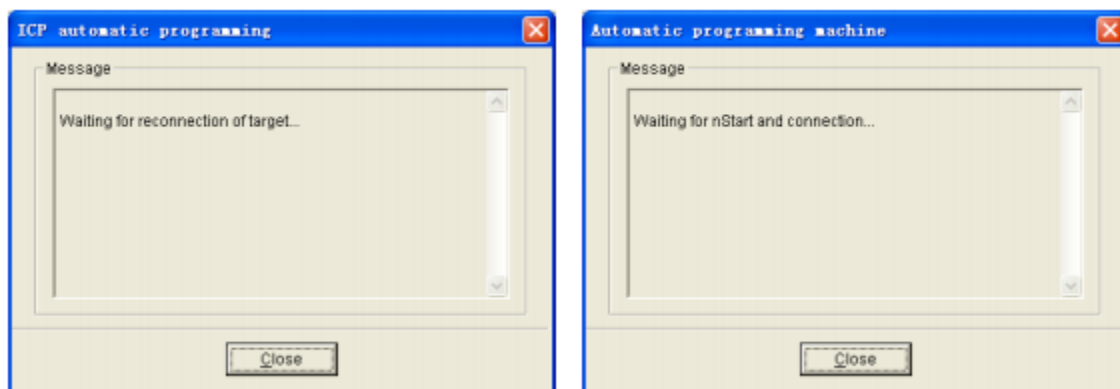 ICP automatic programming
Message
Waiting for reconnection of target...
Close
Automatic programming machine
Message
Waiting for nStart and connection...
Close